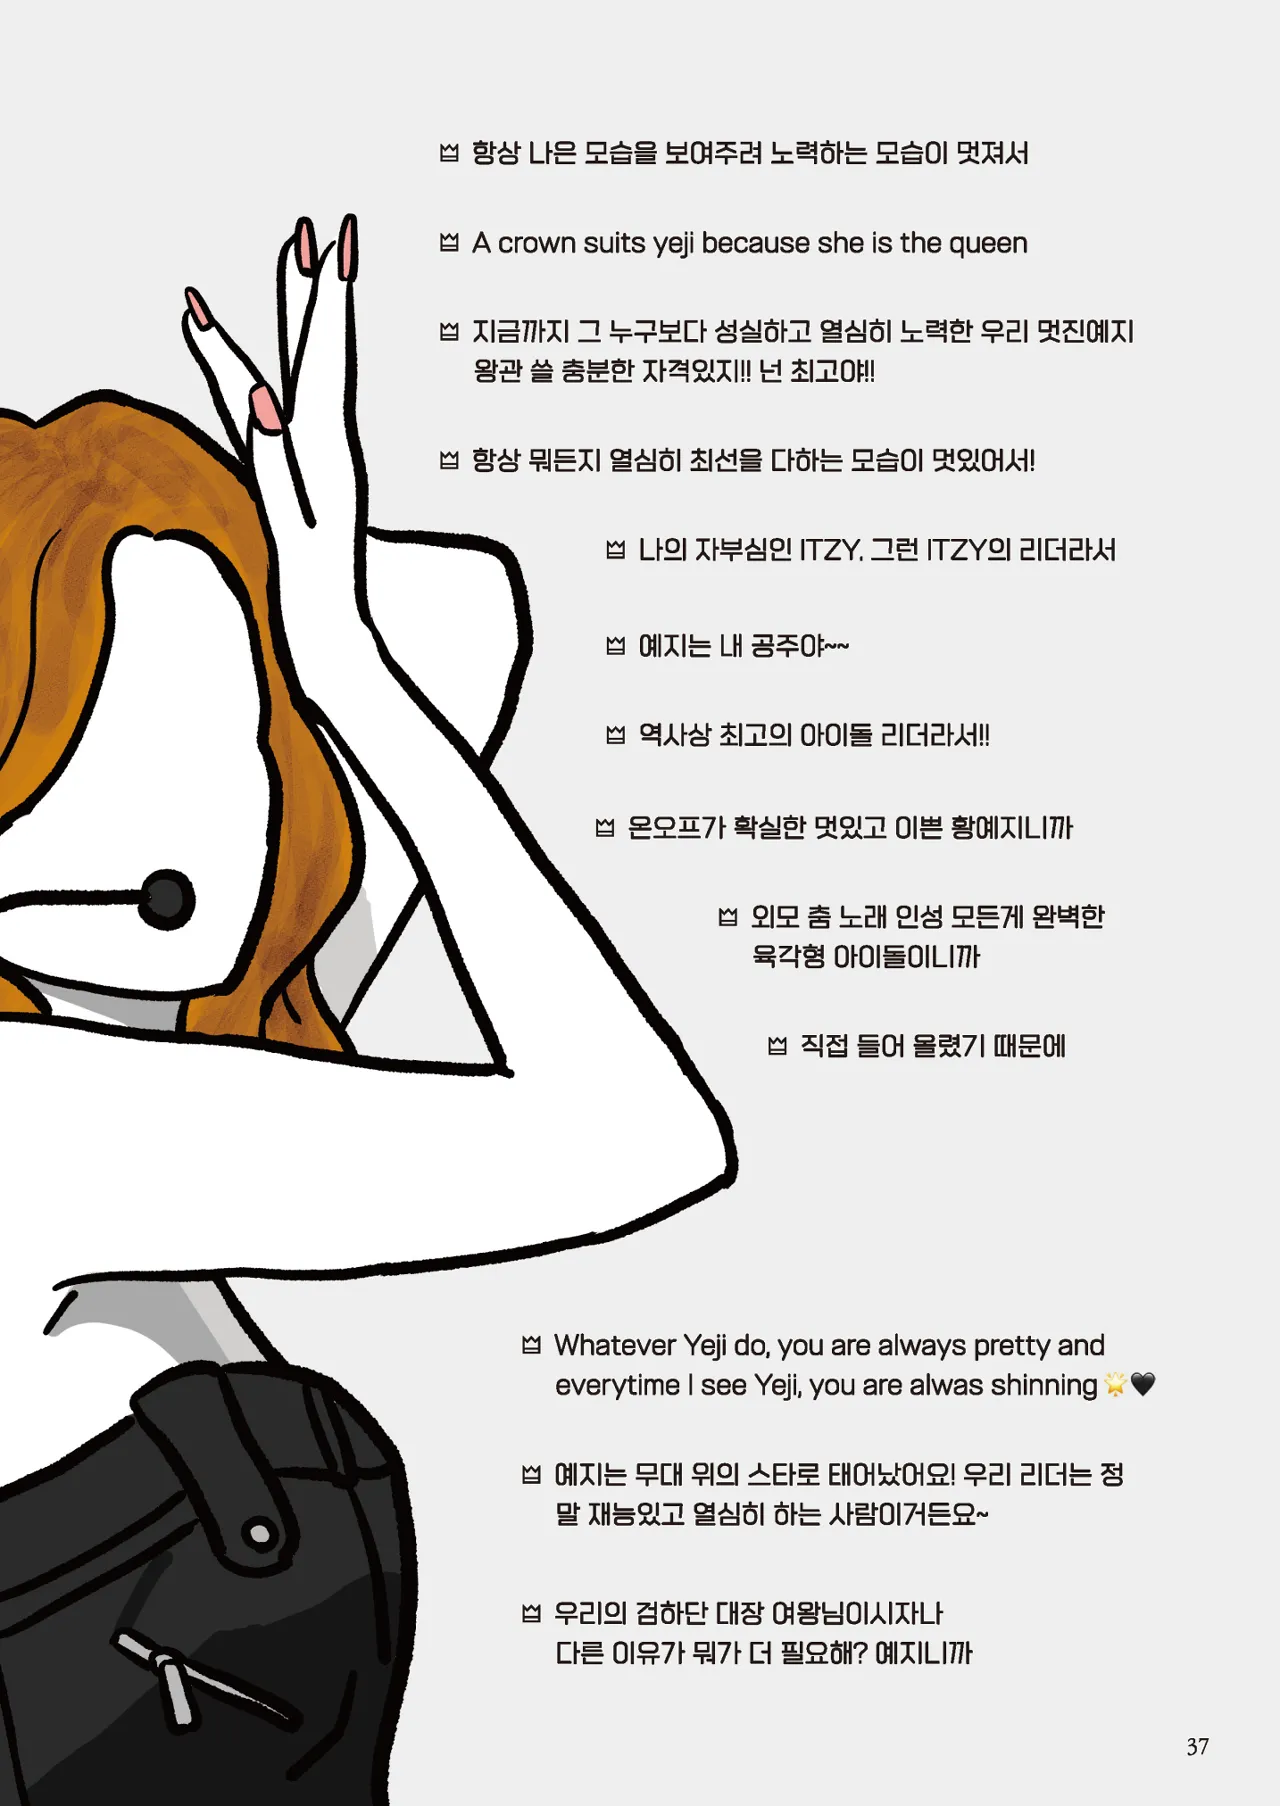 항상 나은 모습을 보여주려 노력하는 모습이 멋져서
A crown suits yeji because she is the queen
지금까지 그 누구보다 성실하고 열심히 노력한 우리 멋진예지
왕관 쓸 충분한 자격있지!! 넌 최고야!!
항상 뭐든지 열심히 최선을 다하는 모습이 멋있어서!
나의 자부심인 ITZY. 그런 ITZY의 리더라서
예지는 내 공주야~~
역사상 최고의 아이돌 리더라서!!
온오프가 확실한 멋있고 이쁜 황예지니까
외모 춤 노래 인성 모든게 완벽한
육각형 아이돌이니까
직접 들어 올렸기 때문에
Whatever Yeji do, you are always pretty and
everytime I see Yeji, you are alwas shinning 🌟🖤
예지는 무대 위의 스타로 태어났어요! 우리 리더는 정
말 재능있고 열심히 하는 사람이거든요~
우리의 검하단 대장 여왕님이시자나
다른 이유가 뭐가 더 필요해? 예지니까
37